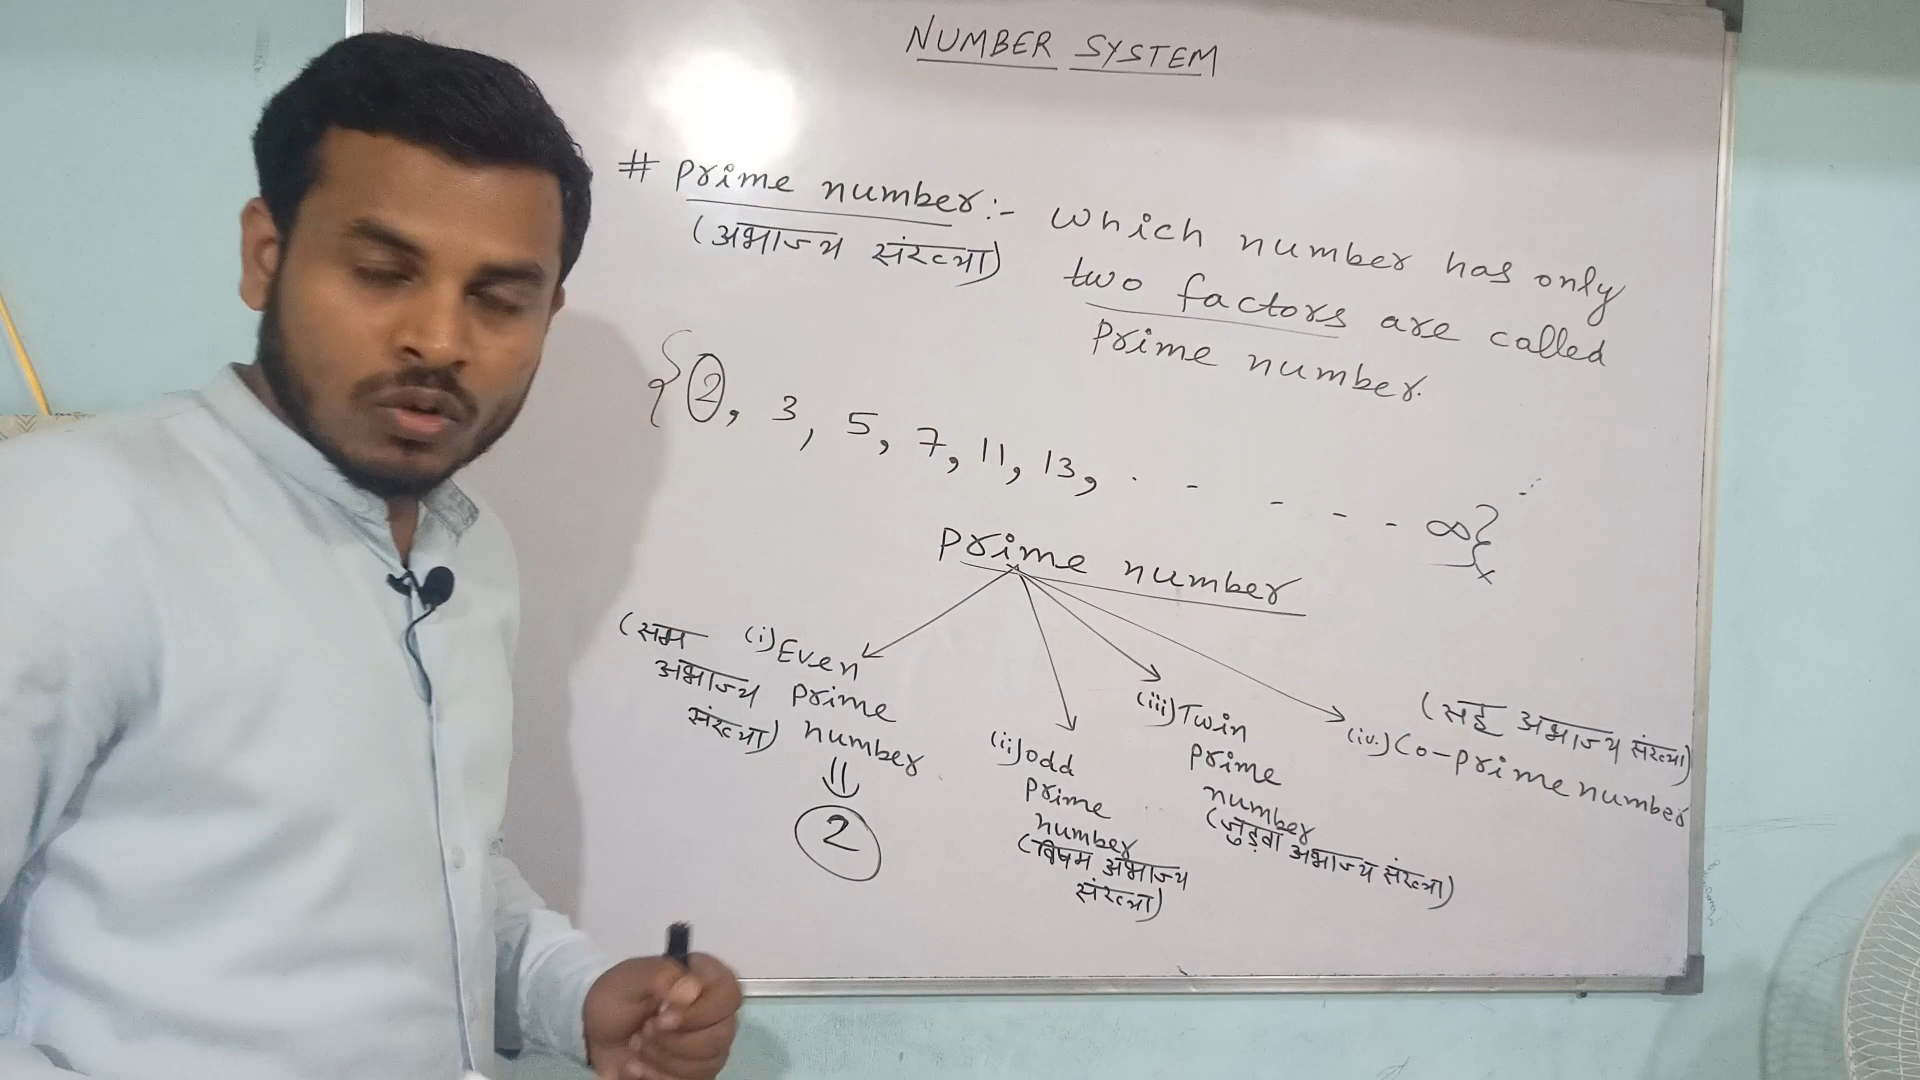 NUMBER SYSTEM
# Prime number:- which number has only
(अभाज्य संख्या) two factors are called
Prime number.
{2, 3, 5, 7, 11, 13, . - - - - ∞}
Prime number
(सम अभाज्य संख्या)
(i) Even
Prime
number
⇓
2
(ii) odd
Prime
number
(विषम अभाज्य
संख्या)
(iii) Twin
Prime
number
(जुड़वा अभाज्य संख्या)
(सह अभाज्य संख्या)
(iv.) Co-prime number